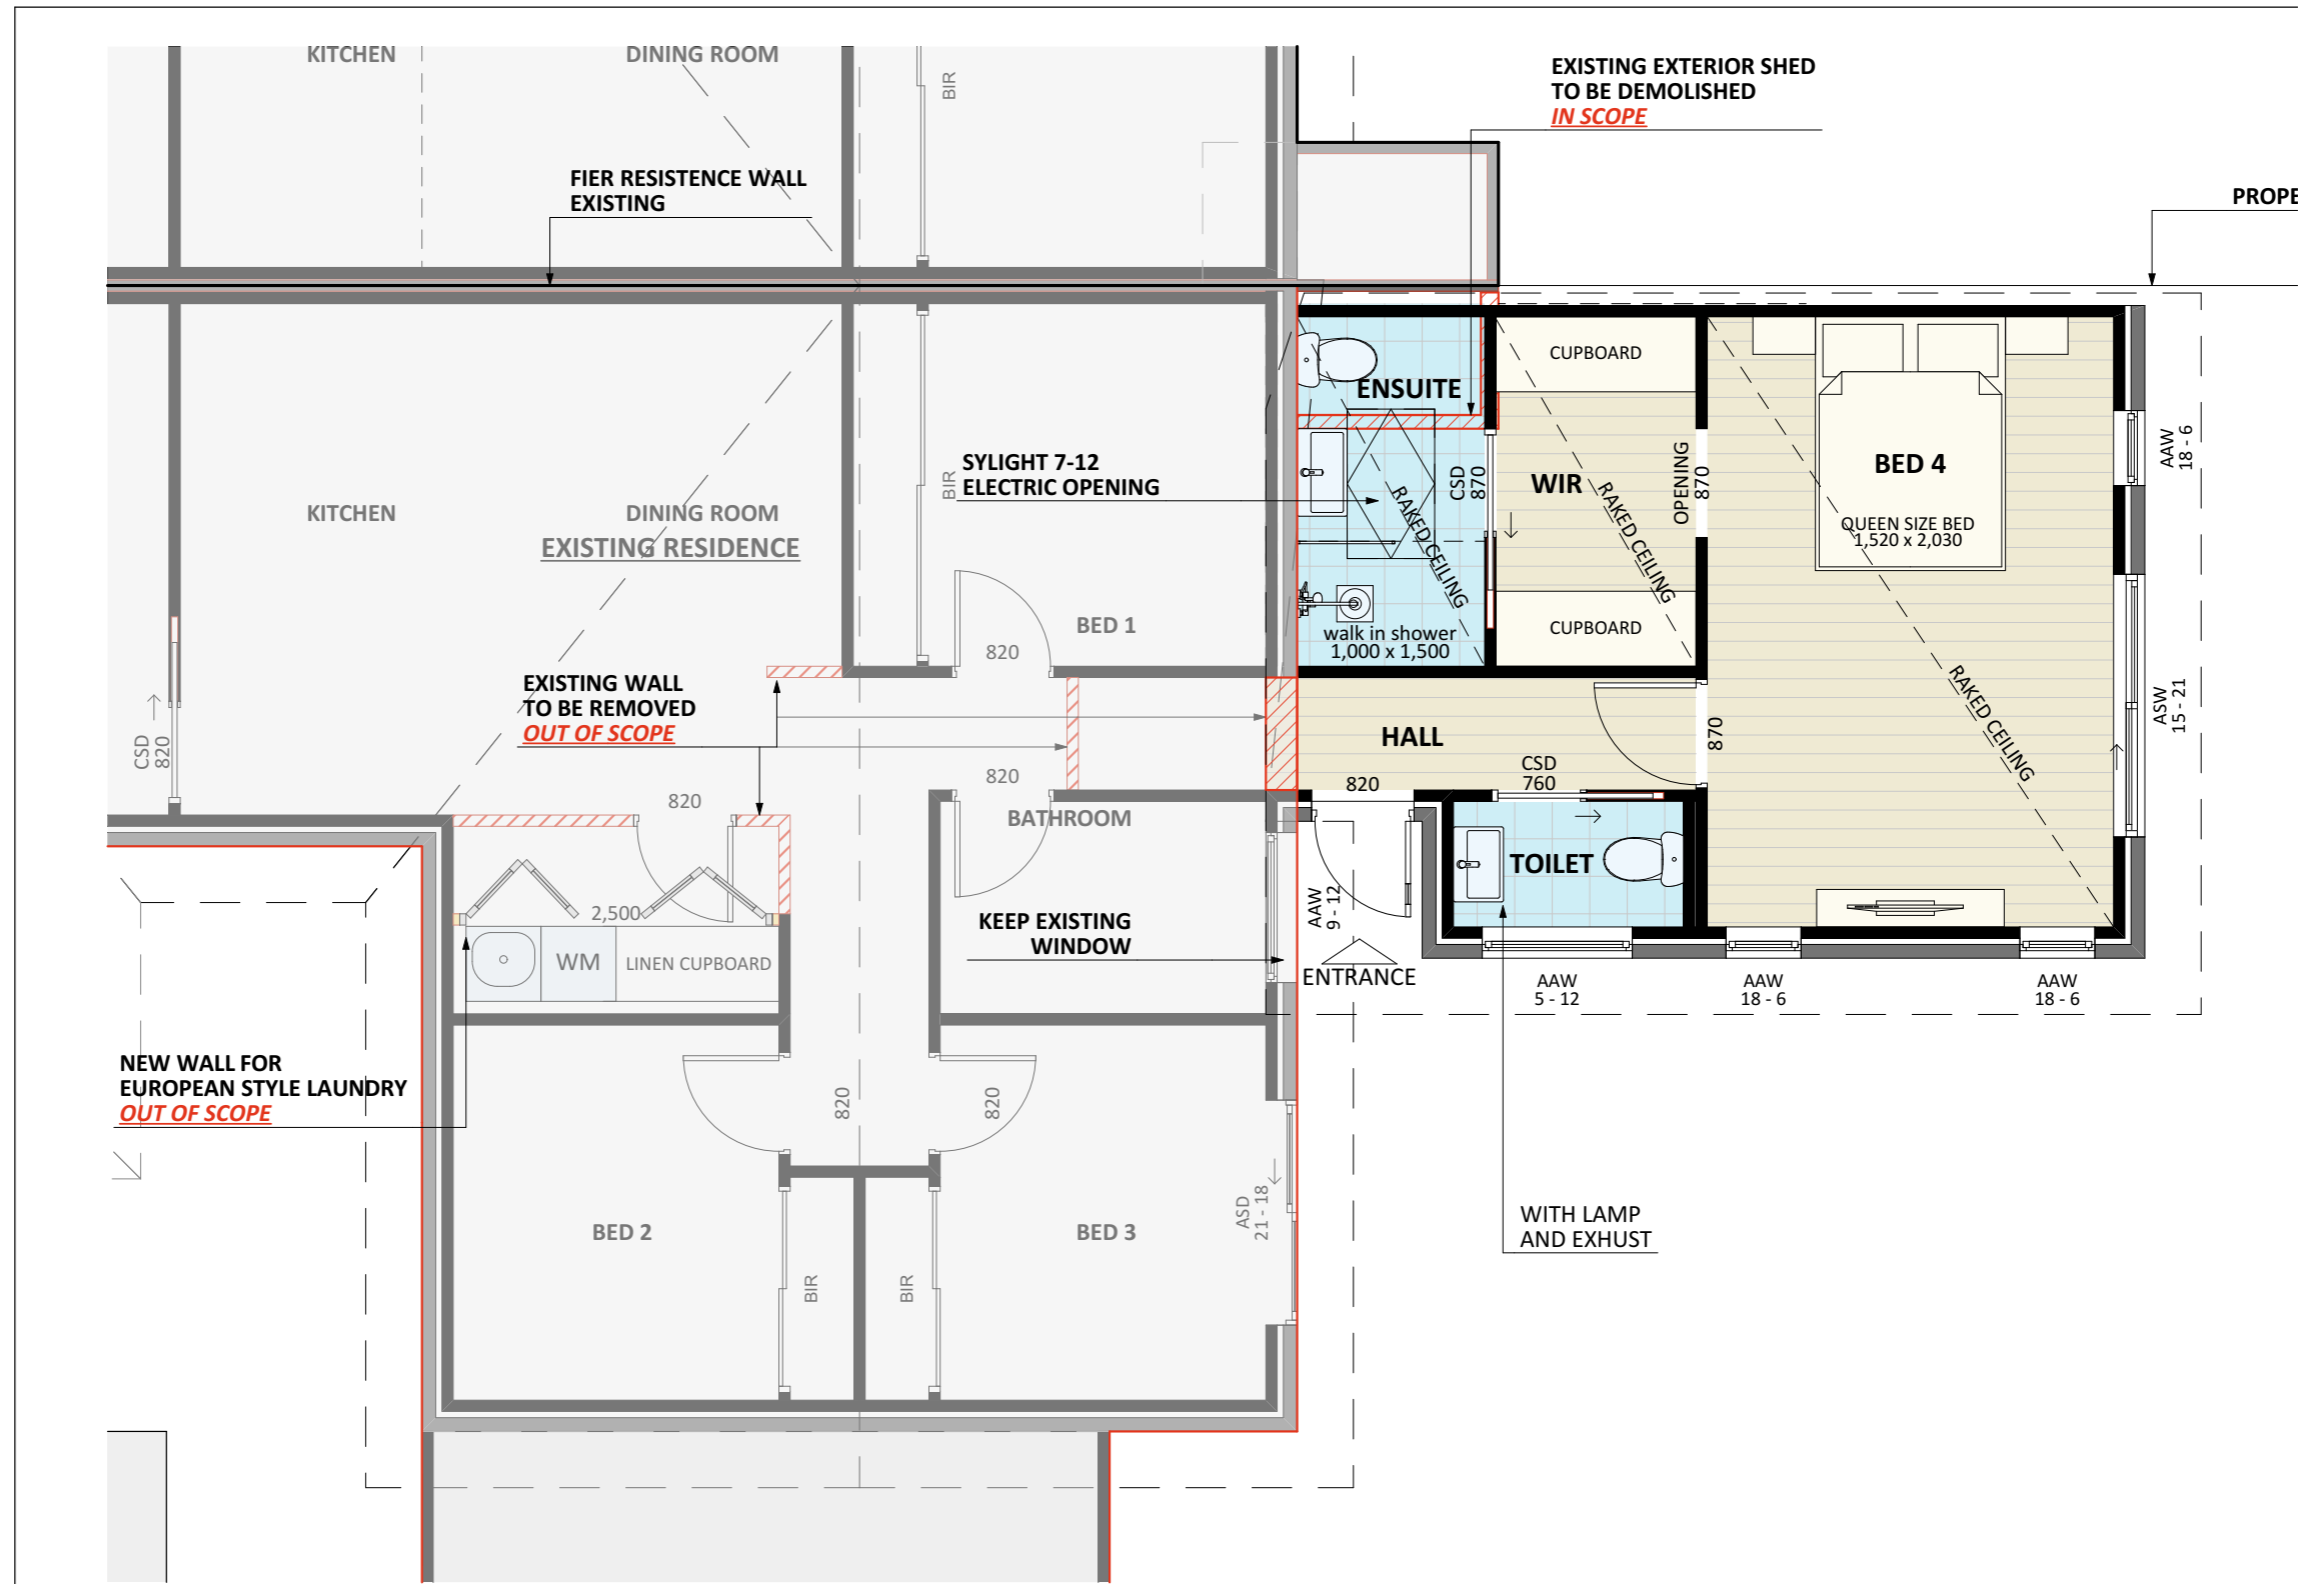 KITCHEN
DINING ROOM
BIR
EXISTING EXTERIOR SHED
TO BE DEMOLISHED
IN SCOPE
FIER RESISTENCE WALL
EXISTING
PROPE
CUPBOARD
ENSUITE
SYLIGHT 7-12
ELECTRIC OPENING
BIR
KITCHEN
DINING ROOM
EXISTING RESIDENCE
CSD
870
WIR
OPENING
870
BED 4
QUEEN SIZE BED
1,520 x 2,030
AAW
18 - 6
RAKED CEILING
RAKED CEILING
RAKED CEILING
BED 1
820
walk in shower
1,000 x 1,500
CUPBOARD
EXISTING WALL
TO BE REMOVED
OUT OF SCOPE
CSD
820
HALL
870
ASW
15 - 21
820
820
CSD
760
820
BATHROOM
TOILET
2,500
WM
LINEN CUPBOARD
KEEP EXISTING
WINDOW
AAW
9 - 12
ENTRANCE
AAW
5 - 12
AAW
18 - 6
AAW
18 - 6
NEW WALL FOR
EUROPEAN STYLE LAUNDRY
OUT OF SCOPE
820
820
BED 2
BIR
BIR
BED 3
ASD
21 - 18
WITH LAMP
AND EXHUST